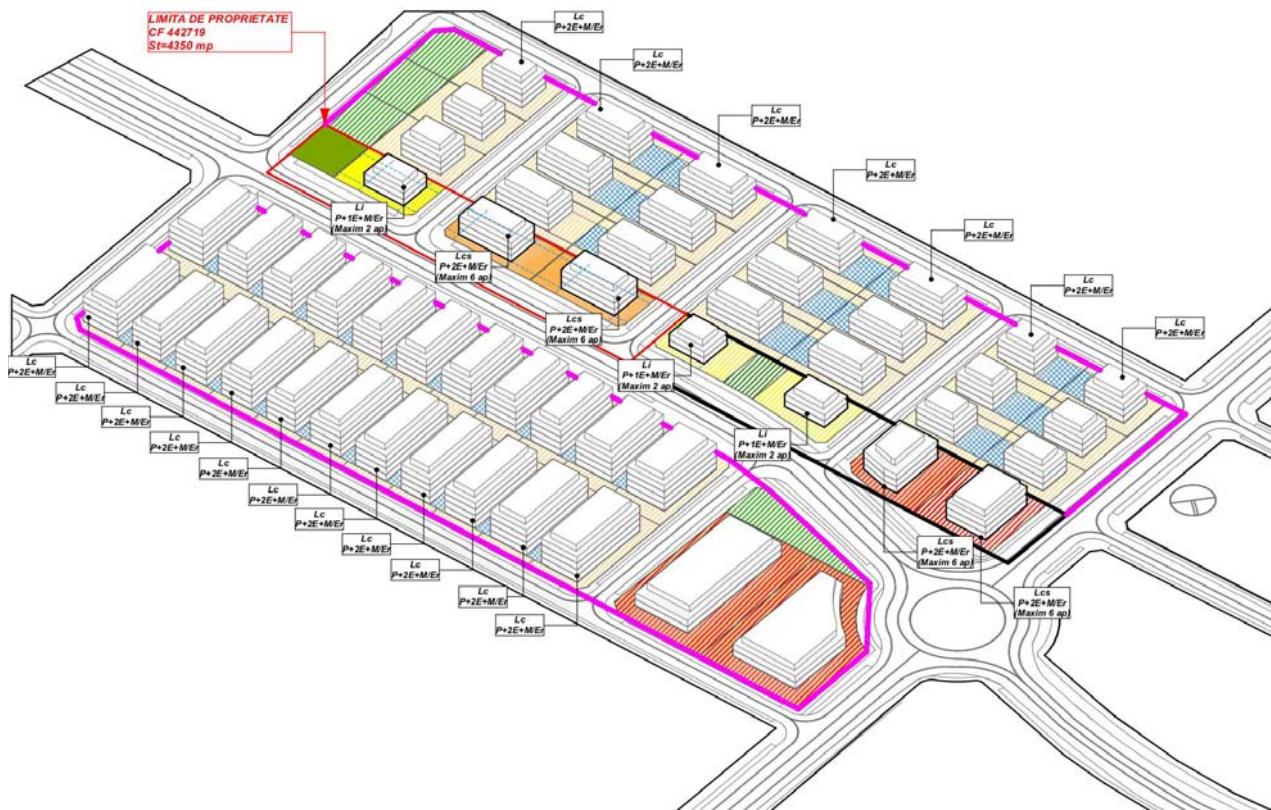 LIMITA DE PROPRIETATE
CF 442719
St=4350 mp
Lc
P+2E+M/Er
Lc
P+2E+M/Er
Lc
P+2E+M/Er
Lc
P+2E+M/Er
Lc
P+2E+M/Er
Lc
P+2E+M/Er
Lc
P+2E+M/Er
Li
P+1E+M/Er
(Maxim 2 ap)
Lcs
P+2E+M/Er
(Maxim 6 ap)
Lcs
P+2E+M/Er
(Maxim 6 ap)
Li
P+1E+M/Er
(Maxim 2 ap)
Li
P+1E+M/Er
(Maxim 2 ap)
Lcs
P+2E+M/Er
(Maxim 6 ap)
Lcs
P+2E+M/Er
(Maxim 6 ap)
Lc
P+2E+M/Er
Lc
P+2E+M/Er
Lc
P+2E+M/Er
Lc
P+2E+M/Er
Lc
P+2E+M/Er
Lc
P+2E+M/Er
Lc
P+2E+M/Er
Lc
P+2E+M/Er
Lc
P+2E+M/Er
Lc
P+2E+M/Er
Lc
P+2E+M/Er